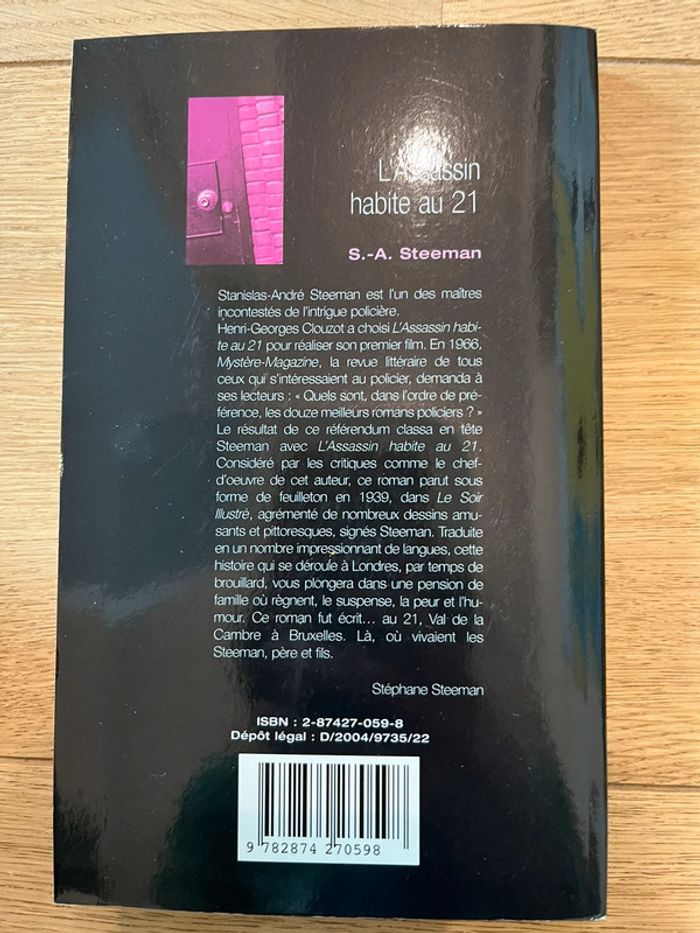 L'Assassin
habite au 21
S.-A. Steeman
Stanislas-André Steeman est l'un des maîtres
incontestés de l'intrigue policière.
Henri-Georges Clouzot a choisi L'Assassin habi-
te au 21 pour réaliser son premier film. En 1966,
Mystère-Magazine, la revue littéraire de tous
ceux qui s'intéressaient au policier, demanda à
ses lecteurs : « Quels sont, dans l'ordre de pré-
férence, les douze meilleurs romans policiers ? »
Le résultat de ce référendum classa en tête
Steeman avec L'Assassin habite au 21.
Considéré par les critiques comme le chef-
d'oeuvre de cet auteur, ce roman parut sous
forme de feuilleton en 1939, dans Le Soir
Illustré, agrémenté de nombreux dessins amu-
sants et pittoresques, signés Steeman. Traduite
en un nombre impressionnant de langues, cette
histoire qui se déroule à Londres, par temps de
brouillard, vous plongera dans une pension de
famille où règnent, le suspense, la peur et l'hu-
mour. Ce roman fut écrit... au 21, Val de la
Cambre à Bruxelles. Là, où vivaient les
Steeman, père et fils.
Stéphane Steeman
ISBN : 2-87427-059-8
Dépôt légal : D/2004/9735/22
9 782874 270598